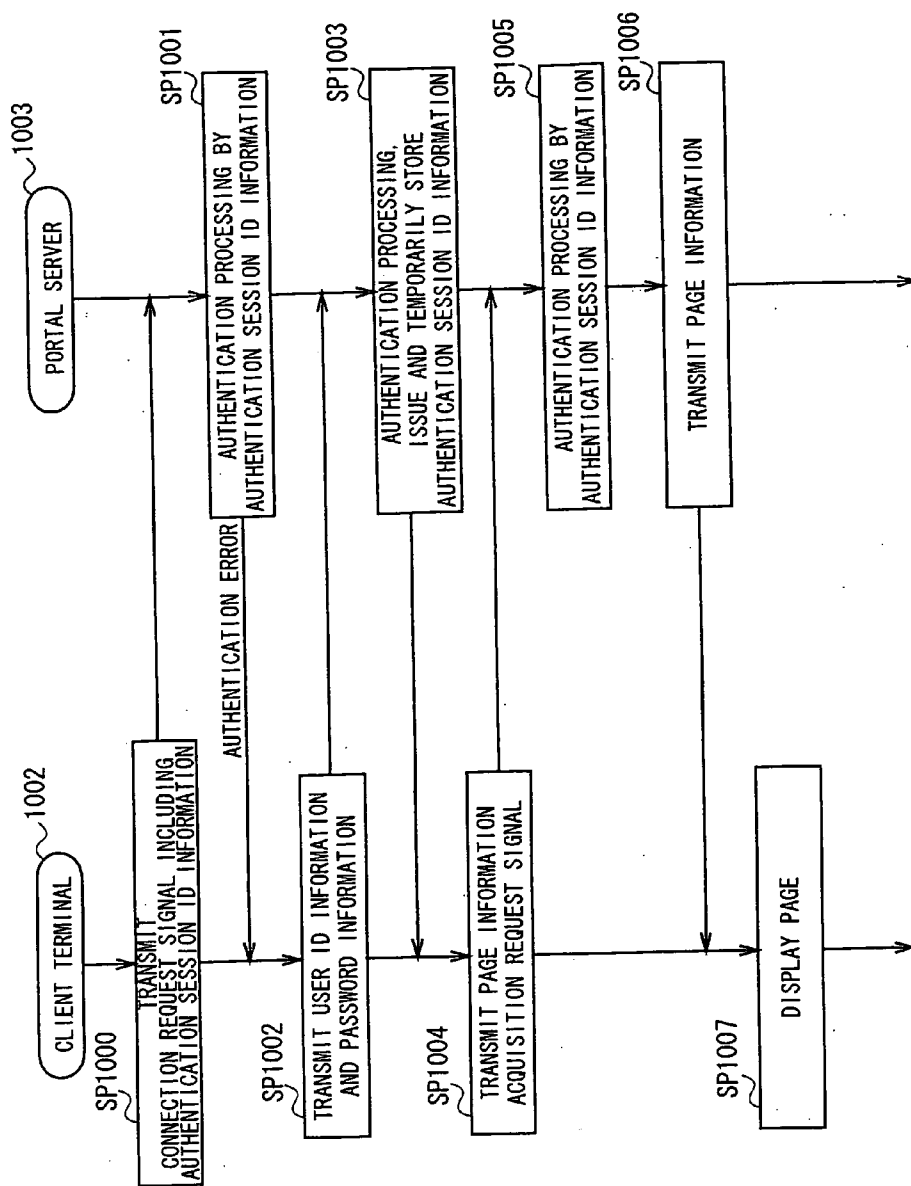 CLIENT TERMINAL
1002
PORTAL SERVER
1003
SP1000
TRANSMIT
CONNECTION REQUEST SIGNAL INCLUDING
AUTHENTICATION SESSION ID INFORMATION
SP1001
AUTHENTICATION PROCESSING BY
AUTHENTICATION SESSION ID INFORMATION
AUTHENTICATION ERROR
SP1002
TRANSMIT USER ID INFORMATION
AND PASSWORD INFORMATION
SP1003
AUTHENTICATION PROCESSING,
ISSUE AND TEMPORARILY STORE
AUTHENTICATION SESSION ID INFORMATION
SP1004
TRANSMIT PAGE INFORMATION
ACQUISITION REQUEST SIGNAL
SP1005
AUTHENTICATION PROCESSING BY
AUTHENTICATION SESSION ID INFORMATION
SP1006
TRANSMIT PAGE INFORMATION
SP1007
DISPLAY PAGE